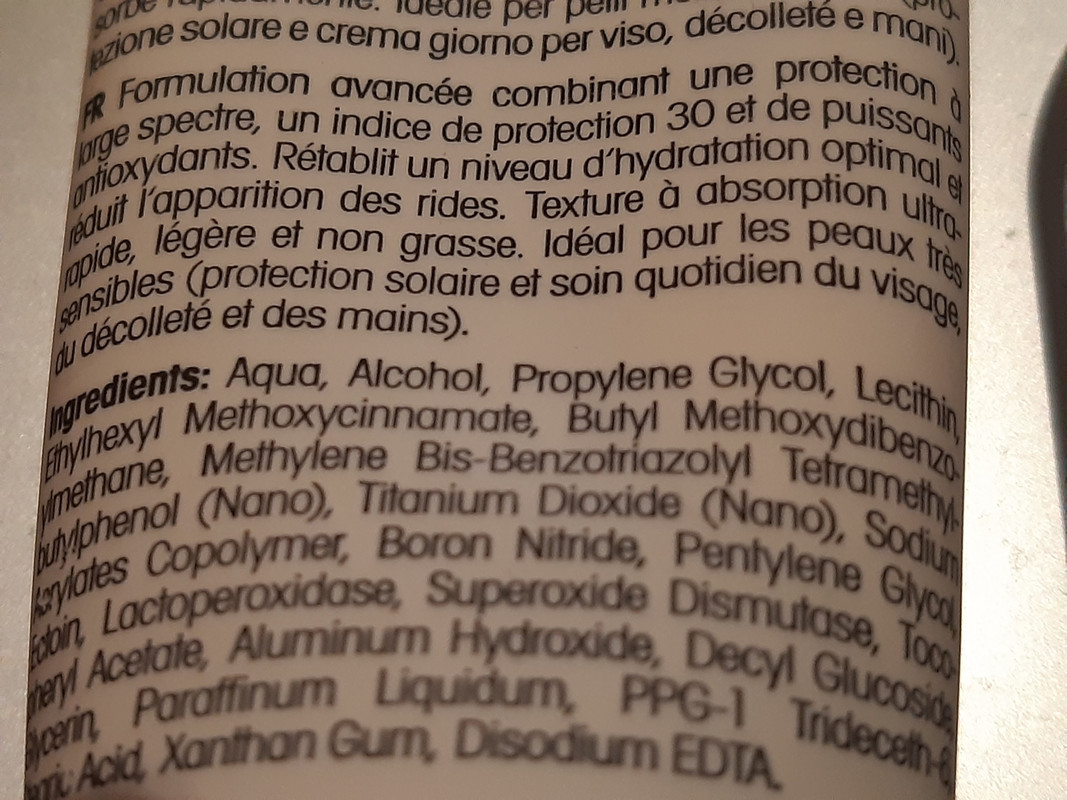 sorbe rapidamente. Ideale per pelli
tezione solare e crema giorno per viso, décolleté e mani).
FR Formulation avancée combinant une protection à
large spectre, un indice de protection 30 et de puissants
antioxydants. Rétablit un niveau d'hydratation optimal et
réduit l'apparition des rides. Texture à absorption ultra-
rapide, légère et non grasse. Idéal pour les peaux très
sensibles (protection solaire et soin quotidien du visage,
du décolleté et des mains).
Ingredients: Aqua, Alcohol, Propylene Glycol, Lecithin,
Ethylhexyl Methoxycinnamate, Butyl Methoxydibenzo-
ylmethane, Methylene Bis-Benzotriazolyl Tetramethyl-
butylphenol (Nano), Titanium Dioxide (Nano), Sodium
Acrylates Copolymer, Boron Nitride, Pentylene Glycol,
Ectoin, Lactoperoxidase, Superoxide Dismutase, Toco-
pheryl Acetate, Aluminum Hydroxide, Decyl Glucoside,
Glycerin, Paraffinum Liquidum, PPG-1 Trideceth-6,
Acid, Xanthan Gum, Disodium EDTA.